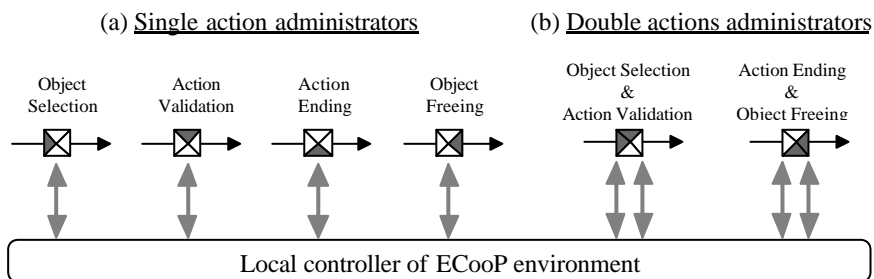 (a) Single action administrators
(b) Double actions administrators
Object
Selection
Action
Validation
Action
Ending
Object
Freeing
Object Selection
&
Action Validation
Action Ending
&
Object Freeing
Local controller of ECooP environment